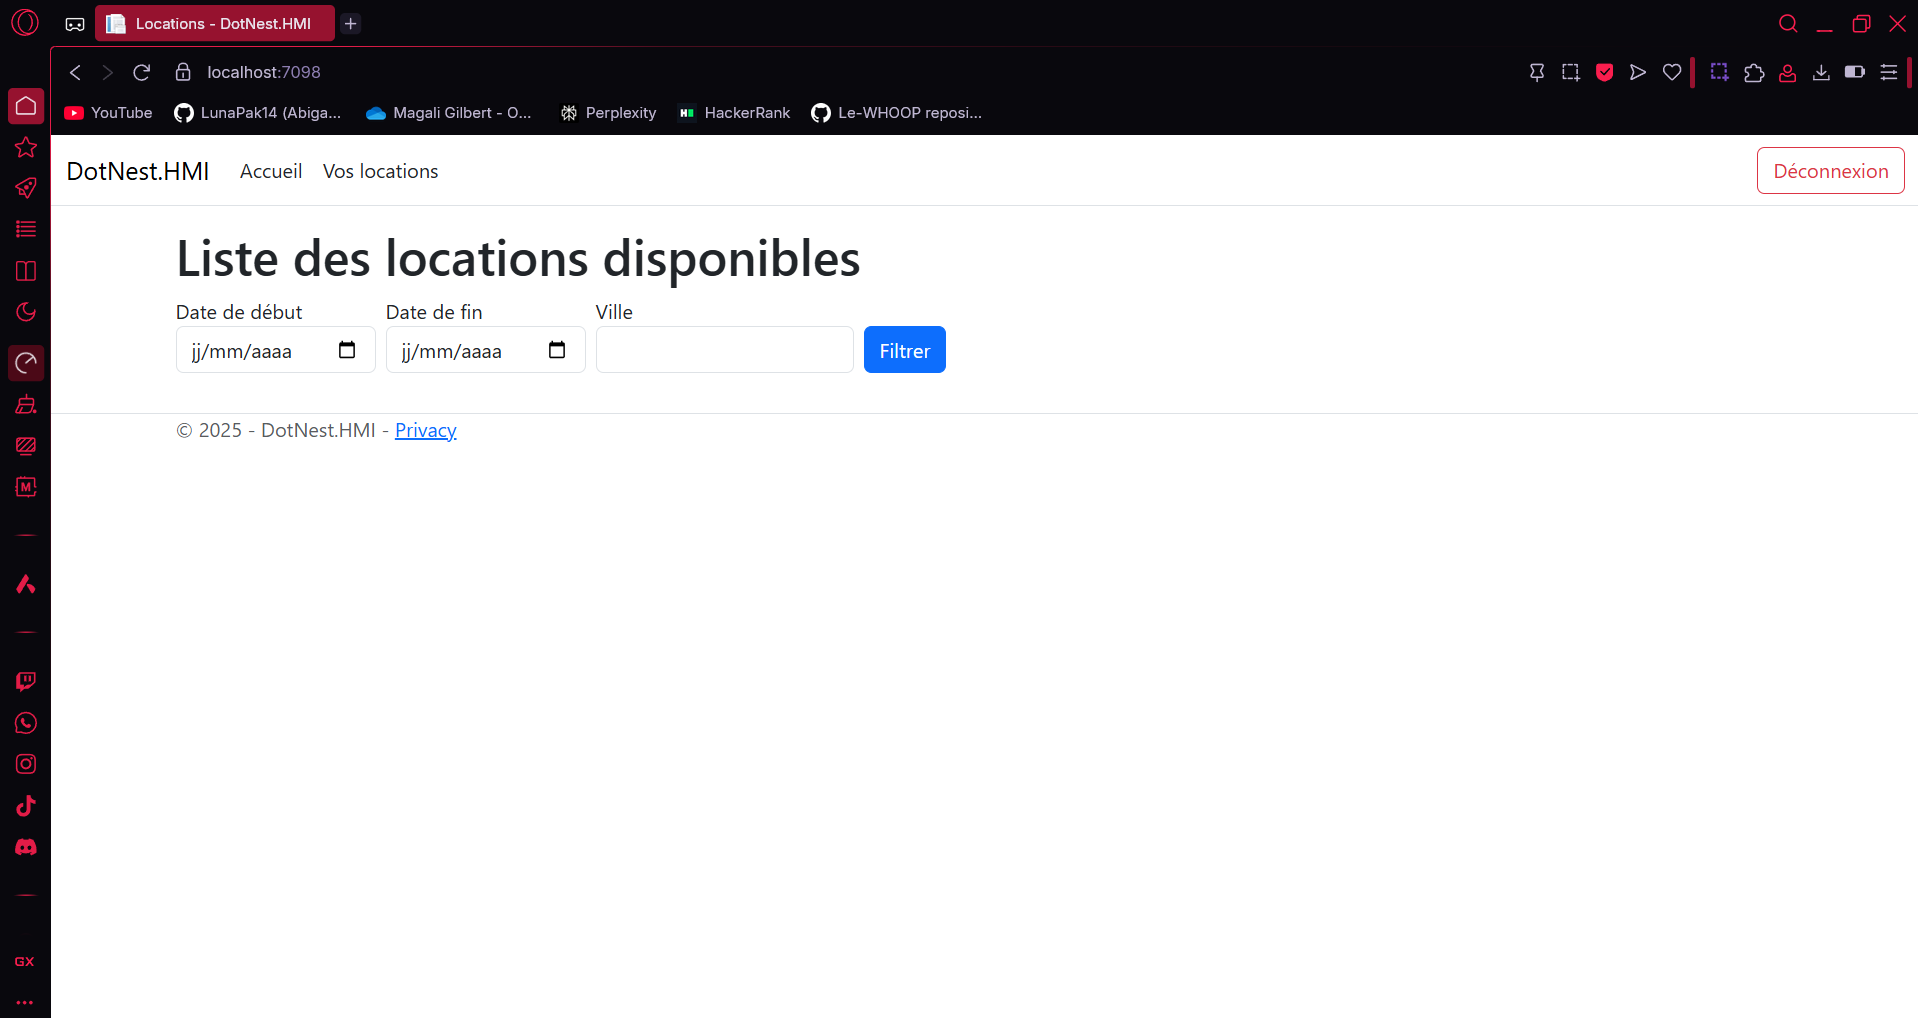 Locations - DotNest.HMI
localhost:7098
YouTube
LunaPak14 (Abiga...
Magali Gilbert - O...
Perplexity
HackerRank
Le-WHOOP reposi...
DotNest.HMI
Accueil
Vos locations
Déconnexion
Liste des locations disponibles
Date de début
Date de fin
Ville
jj/mm/aaaa
jj/mm/aaaa
Filtrer
© 2025 - DotNest.HMI - Privacy
M
GX